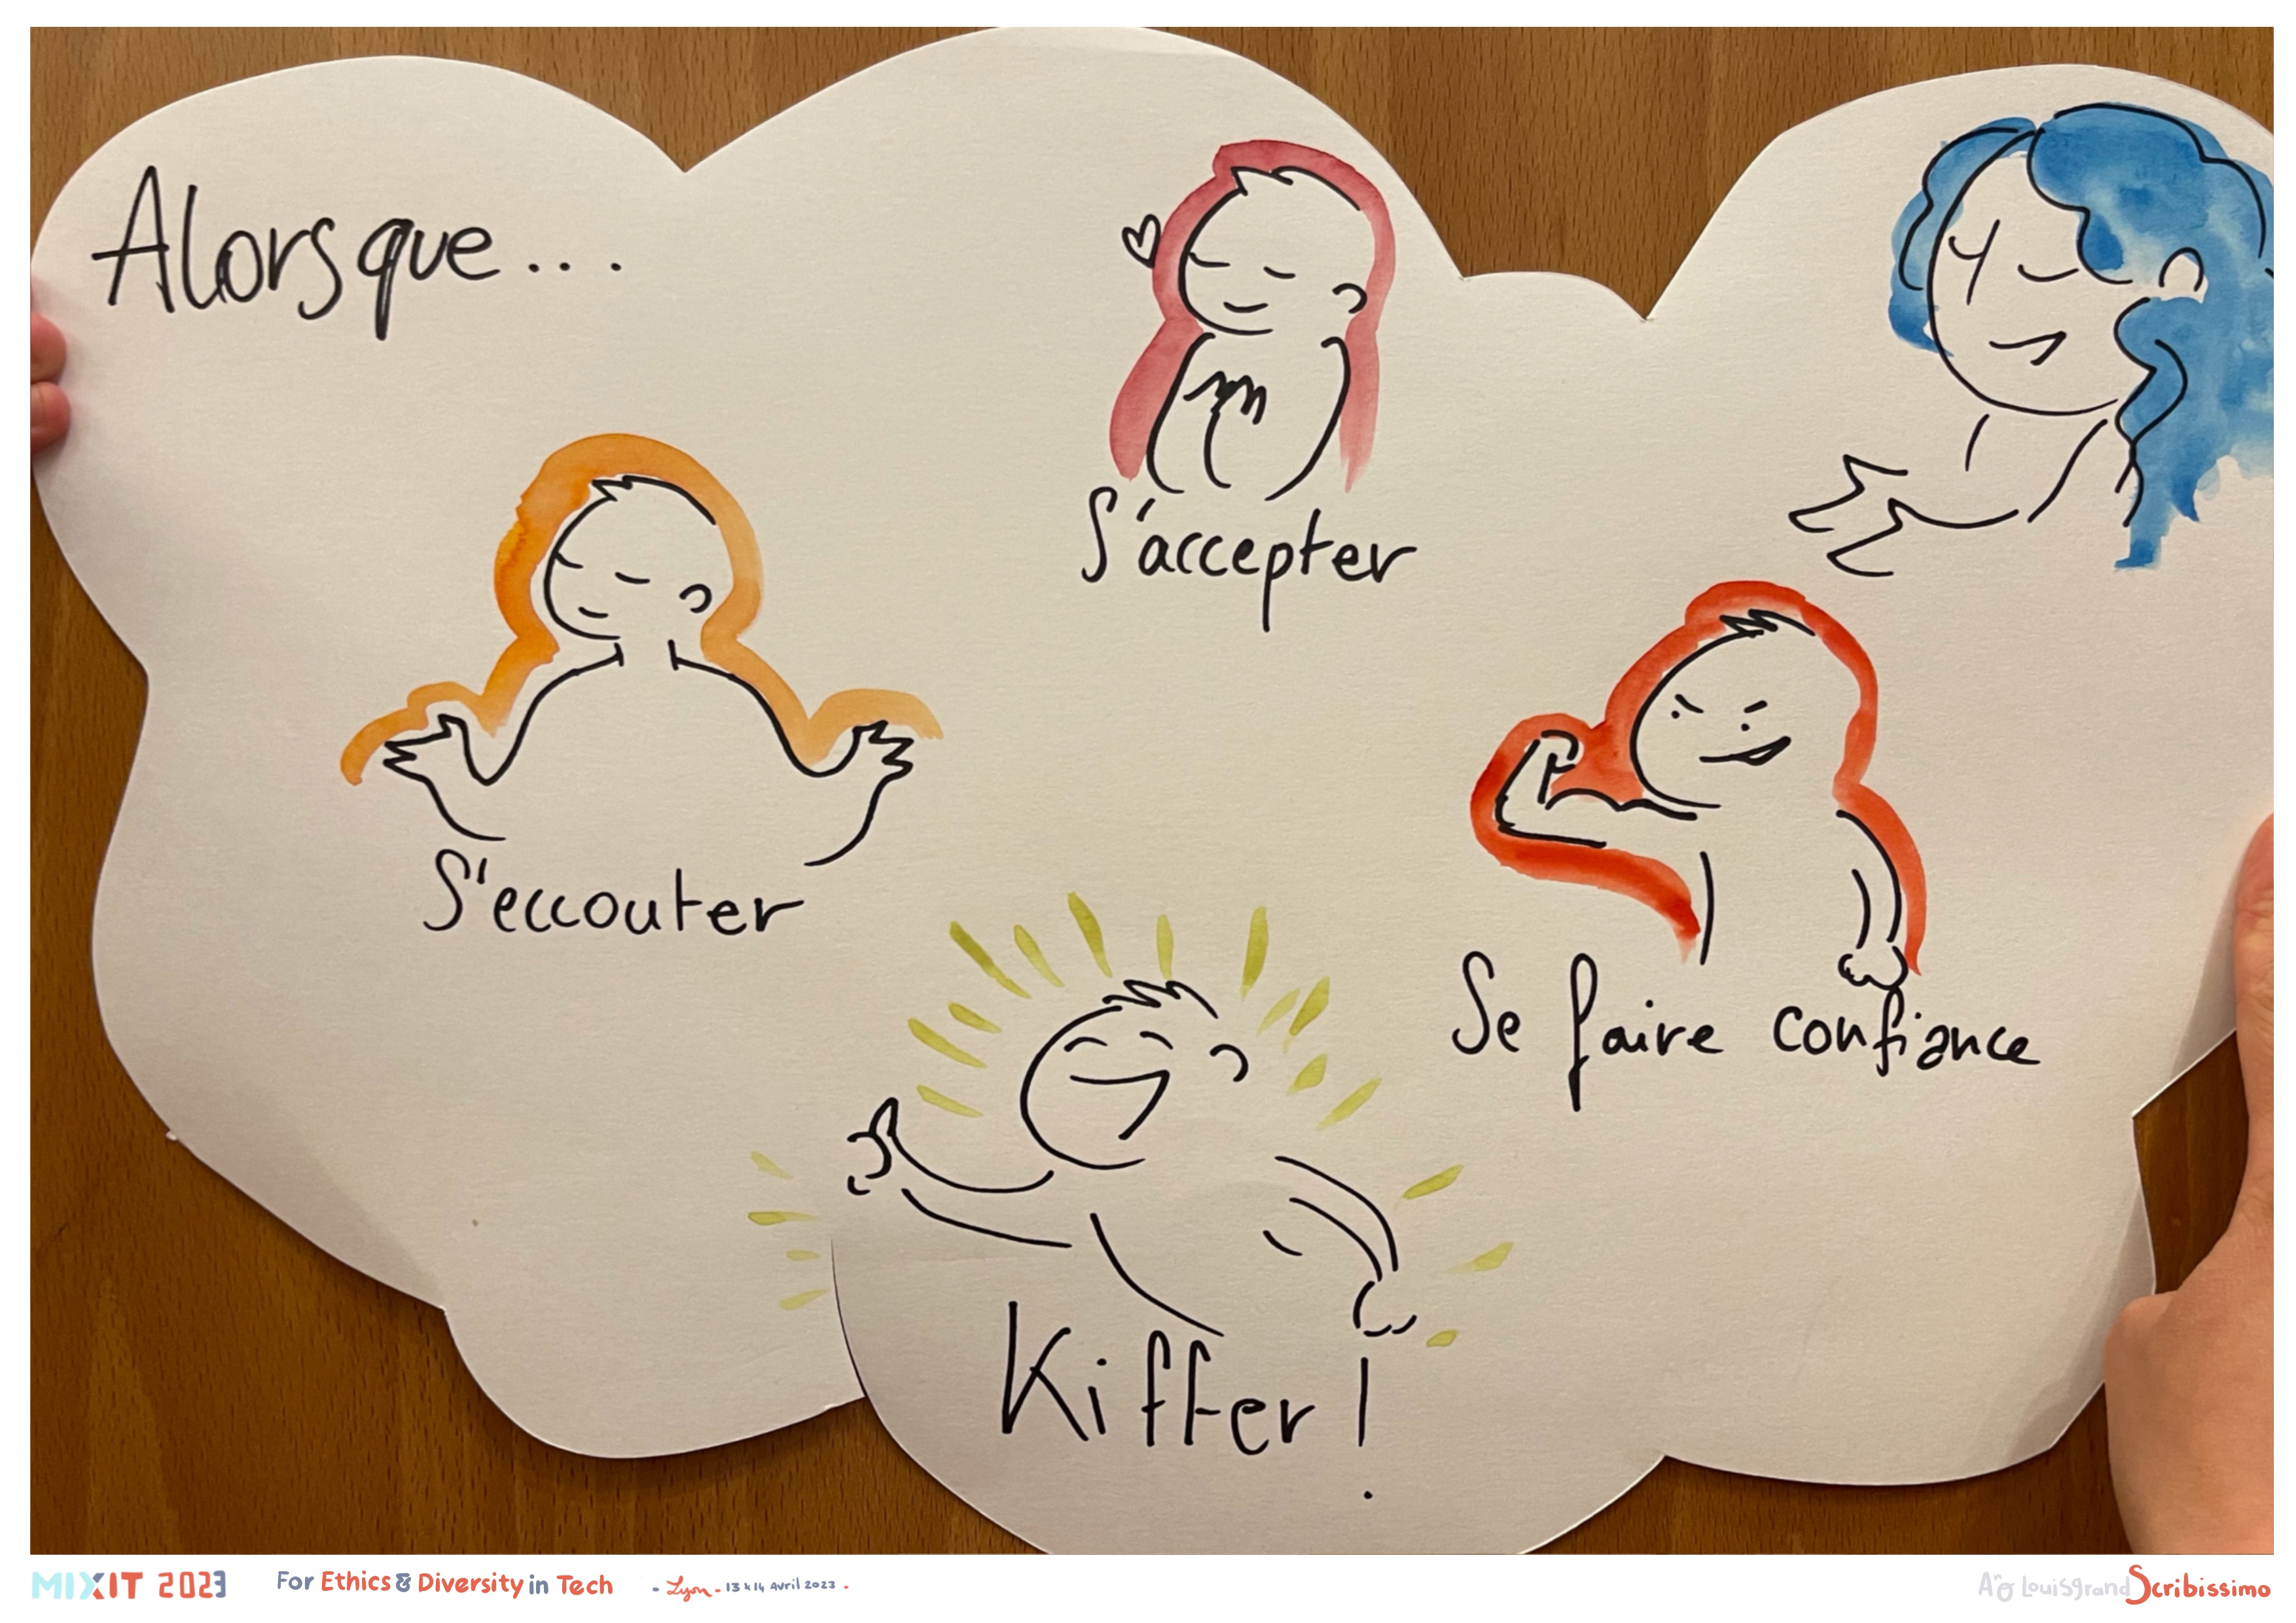 Alors que...
S'accepter
S'eccouter
Se faire confiance
Kiffer !
MIXIT 2023 For Ethics & Diversity in Tech - Lyon - 13 & 14 Avril 2023 -
Louisgrand Scribissimo